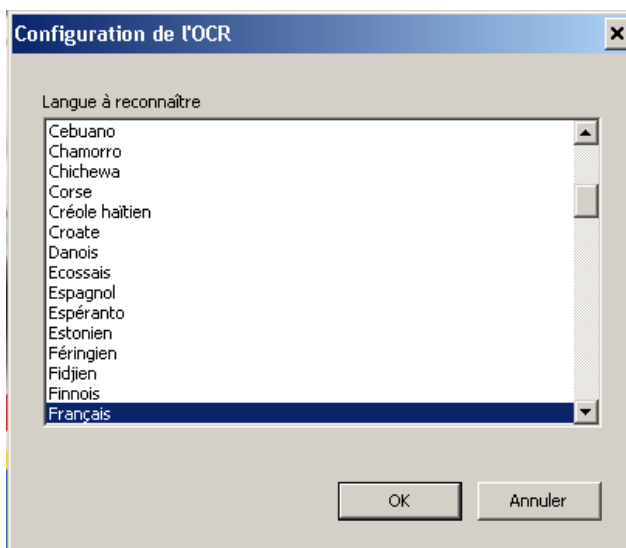 Configuration de l'OCR
Langue à reconnaître
Cebuano
Chamorro
Chichewa
Corse
Créole haïtien
Croate
Danois
Ecossais
Espagnol
Espéranto
Estonien
Féringien
Fidjien
Finnois
Français
OK
Annuler